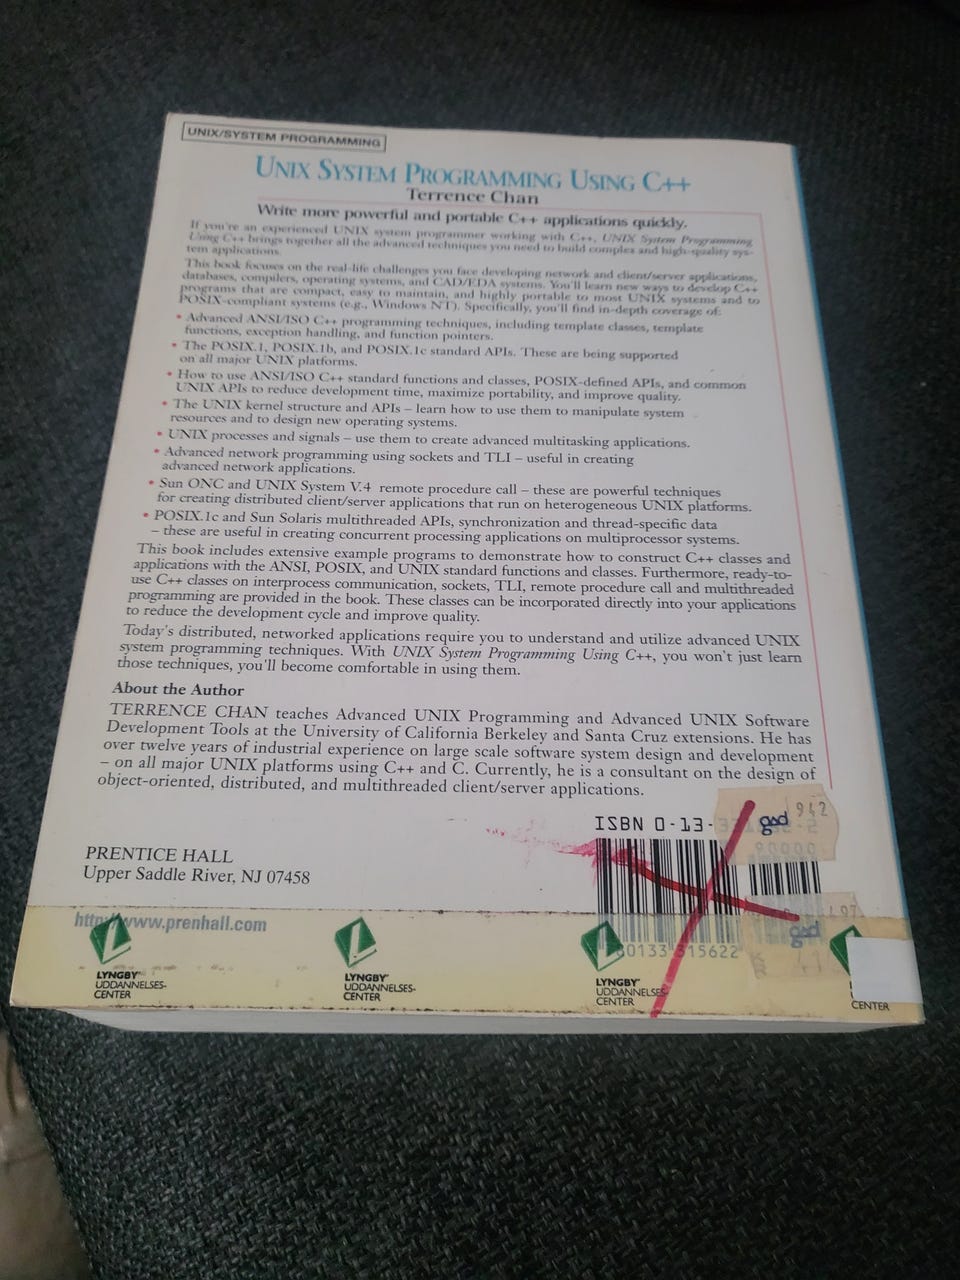 UNIX/SYSTEM PROGRAMMING
UNIX SYSTEM PROGRAMMING USING C++
Terrence Chan
Write more powerful and portable C++ applications quickly.
If you're an experienced UNIX system programmer working with C++, UNIX System Programming
Using C++ brings together all the advanced techniques you need to build complex and high-quality sys-
tem applications.
This book focuses on the real-life challenges you face developing network and client/server applications,
databases, compilers, operating systems, and CAD/EDA systems. You'll learn new ways to develop C++
programs that are compact, easy to maintain, and highly portable to most UNIX systems and to
POSIX-compliant systems (e.g., Windows NT). Specifically, you'll find in-depth coverage of:
• Advanced ANSI/ISO C++ programming techniques, including template classes, template
functions, exception handling, and function pointers.
• The POSIX.1, POSIX.1b, and POSIX.1c standard APIs. These are being supported
on all major UNIX platforms.
• How to use ANSI/ISO C++ standard functions and classes, POSIX-defined APIs, and common
UNIX APIs to reduce development time, maximize portability, and improve quality.
• The UNIX kernel structure and APIs – learn how to use them to manipulate system
resources and to design new operating systems.
• UNIX processes and signals – use them to create advanced multitasking applications.
• Advanced network programming using sockets and TLI – useful in creating
advanced network applications.
• Sun ONC and UNIX System V.4 remote procedure call – these are powerful techniques
for creating distributed client/server applications that run on heterogeneous UNIX platforms.
• POSIX.1c and Sun Solaris multithreaded APIs, synchronization and thread-specific data
– these are useful in creating concurrent processing applications on multiprocessor systems.
This book includes extensive example programs to demonstrate how to construct C++ classes and
applications with the ANSI, POSIX, and UNIX standard functions and classes. Furthermore, ready-to-
use C++ classes on interprocess communication, sockets, TLI, remote procedure call and multithreaded
programming are provided in the book. These classes can be incorporated directly into your applications
to reduce the development cycle and improve quality.
Today's distributed, networked applications require you to understand and utilize advanced UNIX
system programming techniques. With UNIX System Programming Using C++, you won't just learn
those techniques, you'll become comfortable in using them.
About the Author
TERRENCE CHAN teaches Advanced UNIX Programming and Advanced UNIX Software
Development Tools at the University of California Berkeley and Santa Cruz extensions. He has
over twelve years of industrial experience on large scale software system design and development
– on all major UNIX platforms using C++ and C. Currently, he is a consultant on the design of
object-oriented, distributed, and multithreaded client/server applications.
ISBN 0-13-
gad 942
90000
PRENTICE HALL
Upper Saddle River, NJ 07458
http://www.prenhall.com
497
gad
315622
LYNGBY
UDDANNELSES-
CENTER
LYNGBY
UDDANNELSES-
CENTER
LYNGBY
UDDANNELSES-
CENTER
CENTER